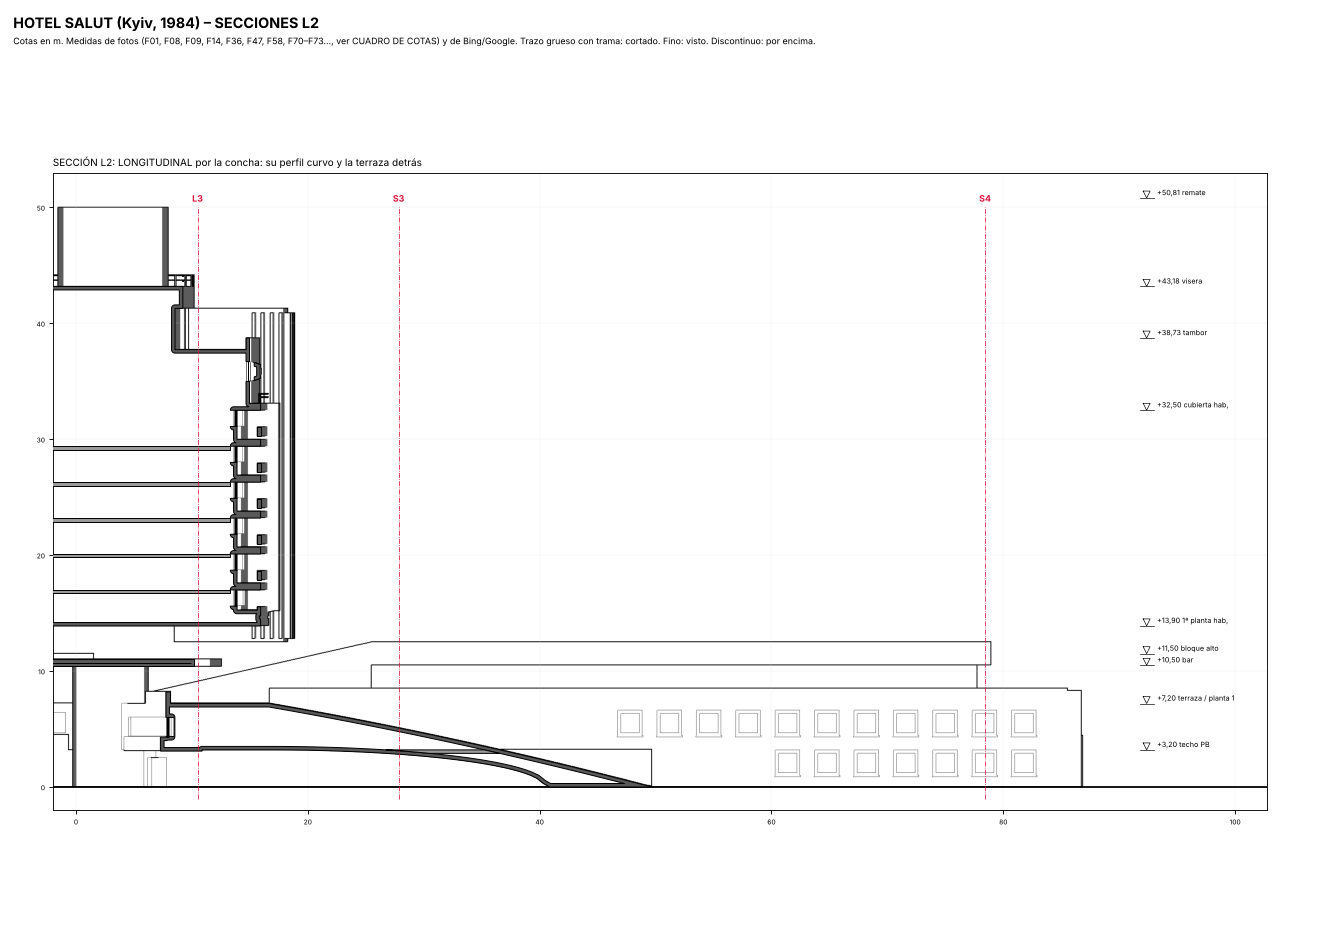 HOTEL SALUT (Kyiv, 1984) – SECCIONES L2
Cotas en m. Medidas de fotos (F01, F08, F09, F14, F36, F47, F58, F70–F73..., ver CUADRO DE COTAS) y de Bing/Google. Trazo grueso con trama: cortado. Fino: visto. Discontinuo: por encima.
SECCIÓN L2: LONGITUDINAL por la concha: su perfil curvo y la terraza detrás
L3
S3
S4
+50,81 remate
+43,18 visera
+38,73 tambor
+32,50 cubierta hab,
+13,90 1ª planta hab,
+11,50 bloque alto
+10,50 bar
+7,20 terraza / planta 1
+3,20 techo PB
50
40
30
20
10
0
0
20
40
60
80
100